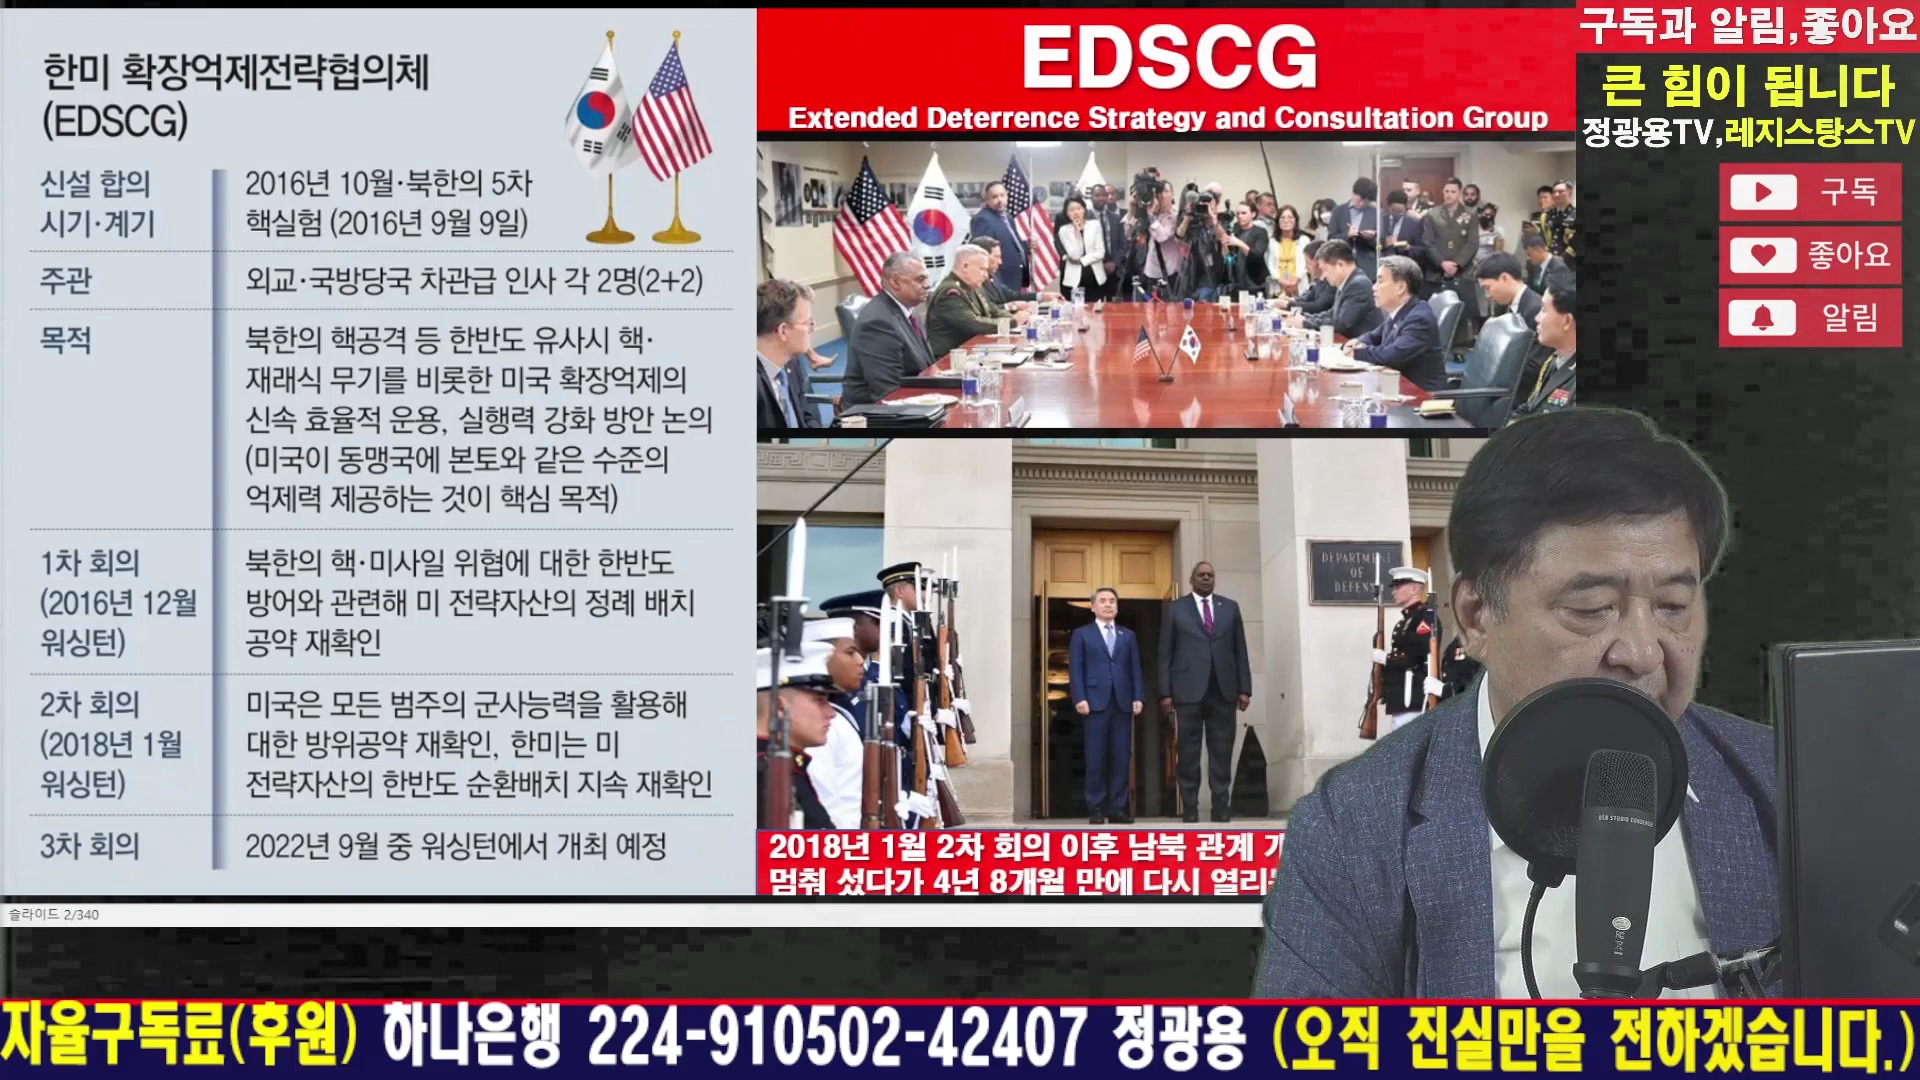 한미 확장억제전략협의체
(EDSCG)
신설 합의
시기·계기
2016년 10월·북한의 5차
핵실험 (2016년 9월 9일)
주관
외교·국방당국 차관급 인사 각 2명(2+2)
목적
북한의 핵공격 등 한반도 유사시 핵·
재래식 무기를 비롯한 미국 확장억제의
신속 효율적 운용, 실행력 강화 방안 논의
(미국이 동맹국에 본토와 같은 수준의
억제력 제공하는 것이 핵심 목적)
1차 회의
(2016년 12월
워싱턴)
북한의 핵·미사일 위협에 대한 한반도
방어와 관련해 미 전략자산의 정례 배치
공약 재확인
2차 회의
(2018년 1월
워싱턴)
미국은 모든 범주의 군사능력을 활용해
대한 방위공약 재확인, 한미는 미
전략자산의 한반도 순환배치 지속 재확인
3차 회의
2022년 9월 중 워싱턴에서 개최 예정
슬라이드 2/340
EDSCG
Extended Deterrence Strategy and Consultation Group
DEPARTMENT
OF
DEFENSE
2018년 1월 2차 회의 이후 남북 관계
멈춰 섰다가 4년 8개월 만에 다시
구독과 알림,좋아요
큰 힘이 됩니다
정광용TV,레지스탕스TV
구독
좋아요
알림
USB STUDIO CONDENSER
자율구독료(후원) 하나은행 224-910502-42407 정광용 (오직 진실만을 전하겠습니다.)